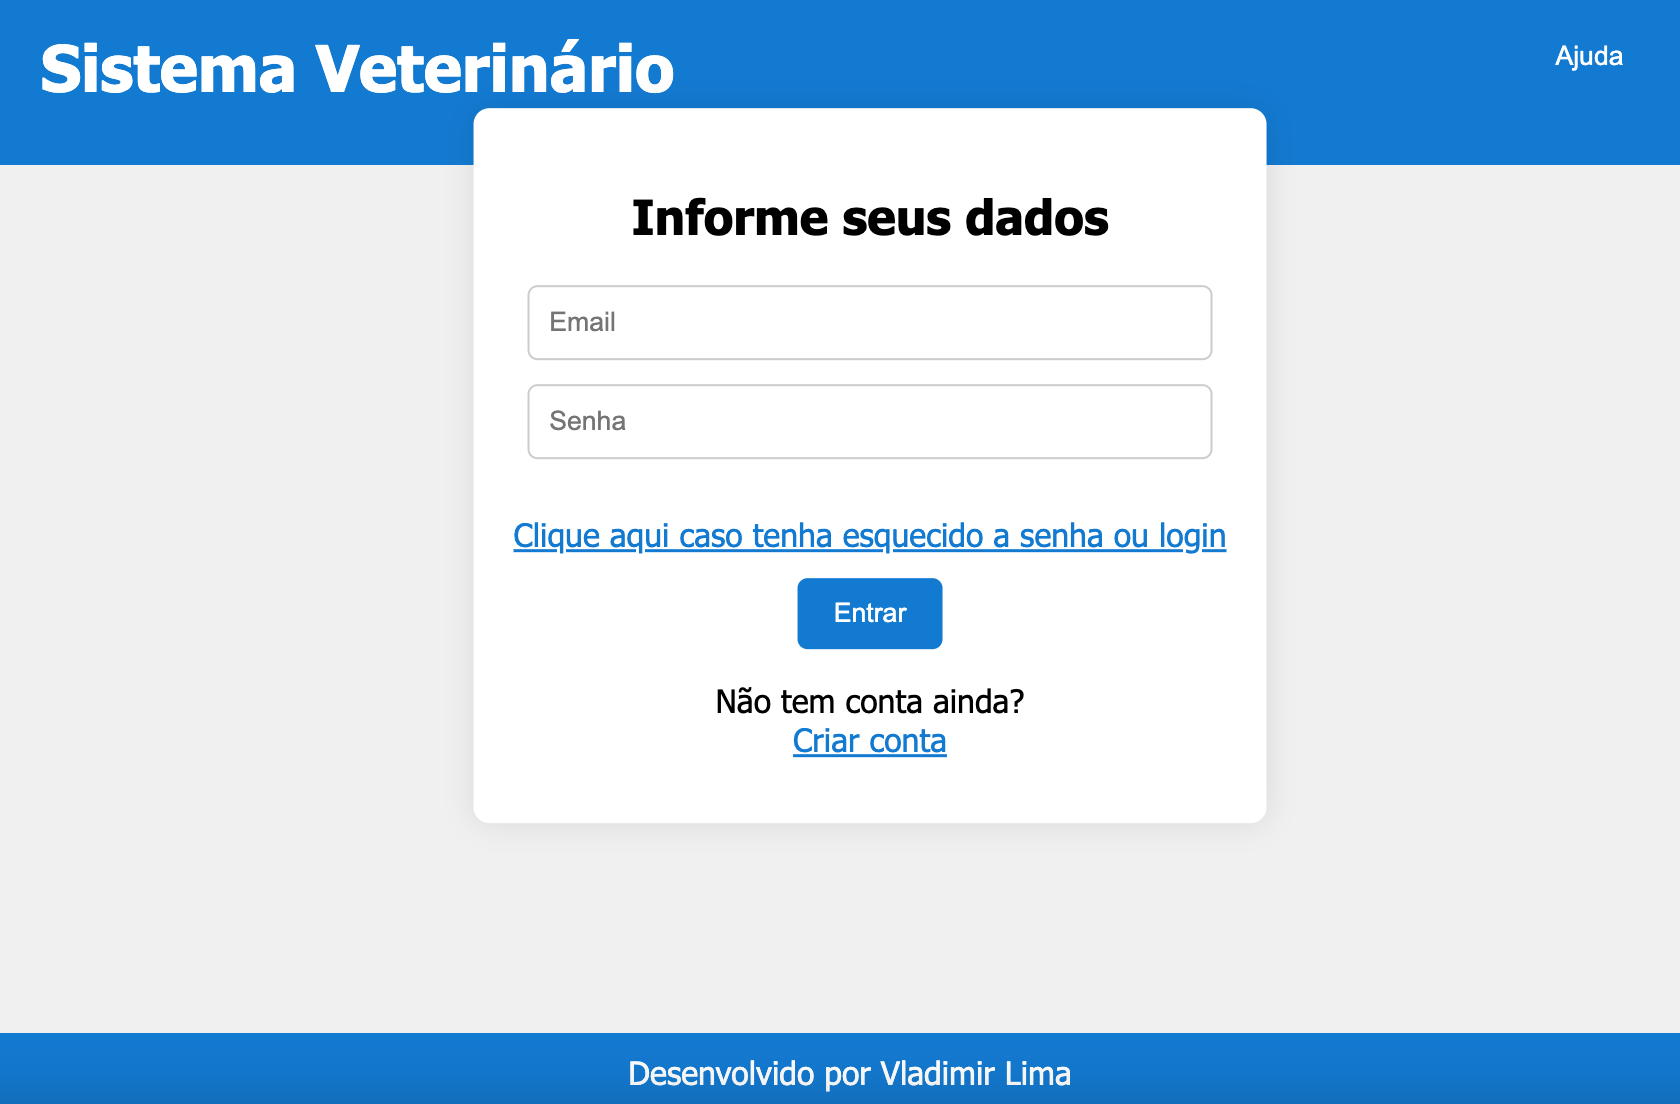 Sistema Veterinário
Ajuda
Informe seus dados
Email
Senha
Clique aqui caso tenha esquecido a senha ou login
Entrar
Não tem conta ainda?
Criar conta
Desenvolvido por Vladimir Lima